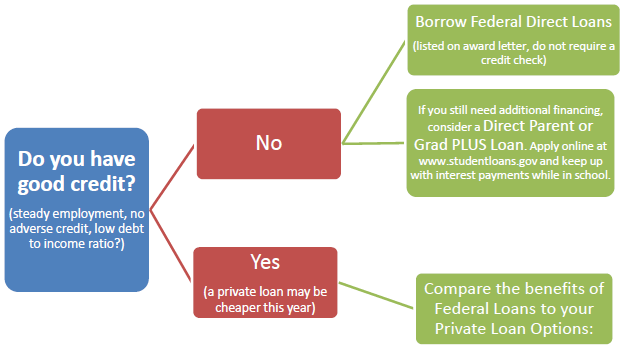 Do you have
good credit?
(steady employment, no
adverse credit, low debt
to income ratio?)
No
Borrow Federal Direct Loans
(listed on award letter, do not require a
credit check)
If you still need additional financing,
consider a Direct Parent or
Grad PLUS Loan. Apply online at
www.studentloans.gov and keep up
with interest payments while in school.
Yes
(a private loan may be
cheaper this year)
Compare the benefits of
Federal Loans to your
Private Loan Options: